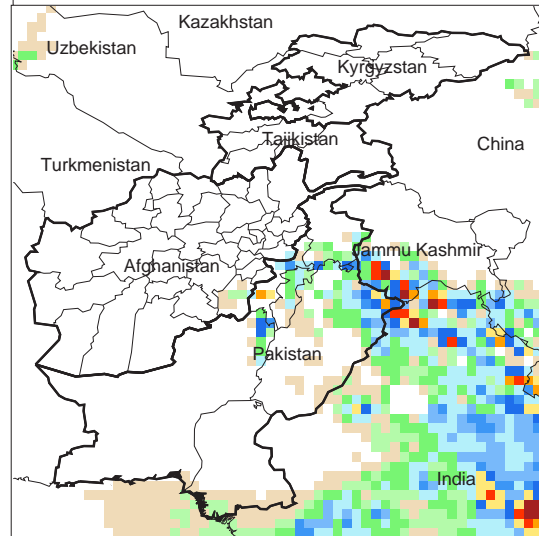 Kazakhstan
Uzbekistan
Kyrgyzstan
Tajikistan
China
Turkmenistan
Jammu Kashmir
Afghanistan
Pakistan
India